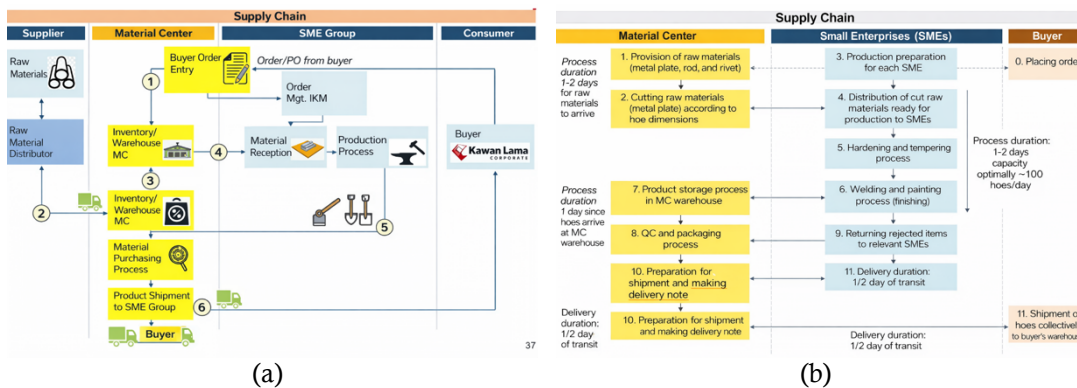 Supply Chain
Supplier
Material Center
SME Group
Consumer
Raw
Materials
Buyer Order
Entry
Order/PO from buyer
1
Order
Mgt. IKM
Raw
Material
Distributor
Inventory/
Warehouse
MC
4
Material
Reception
Production
Process
Buyer
Kawan Lama
CORPORATE
3
2
Inventory/
Warehouse
MC
5
Material
Purchasing
Process
Product Shipment
to SME Group
6
Buyer
37
(a)
Supply Chain
Material Center
Small Enterprises (SMEs)
Buyer
Process
duration
1-2 days
for raw
materials
to arrive
1. Provision of raw materials
(metal plate, rod, and rivet)
3. Production preparation
for each SME
0. Placing orde
2. Cutting raw materials
(metal plate) according to
hoe dimensions
4. Distribution of cut raw
materials ready for
production to SMEs
5. Hardening and tempering
process
Process duration:
1-2 days
capacity
optimally ~100
hoes/day
Process
duration
1 day since
hoes arrive
at MC
warehouse
7. Product storage process
in MC warehouse
6. Welding and painting
process (finishing)
8. QC and packaging
process
9. Returning rejected items
to relevant SMEs
10. Preparation for
shipment and making
delivery note
11. Delivery duration:
1/2 day of transit
Delivery
duration:
1/2 day
of transit
10. Preparation for shipment
and making delivery note
Delivery duration:
1/2 day of transit
11. Shipment o
hoes collectivel
to buyer's warehous
(b)